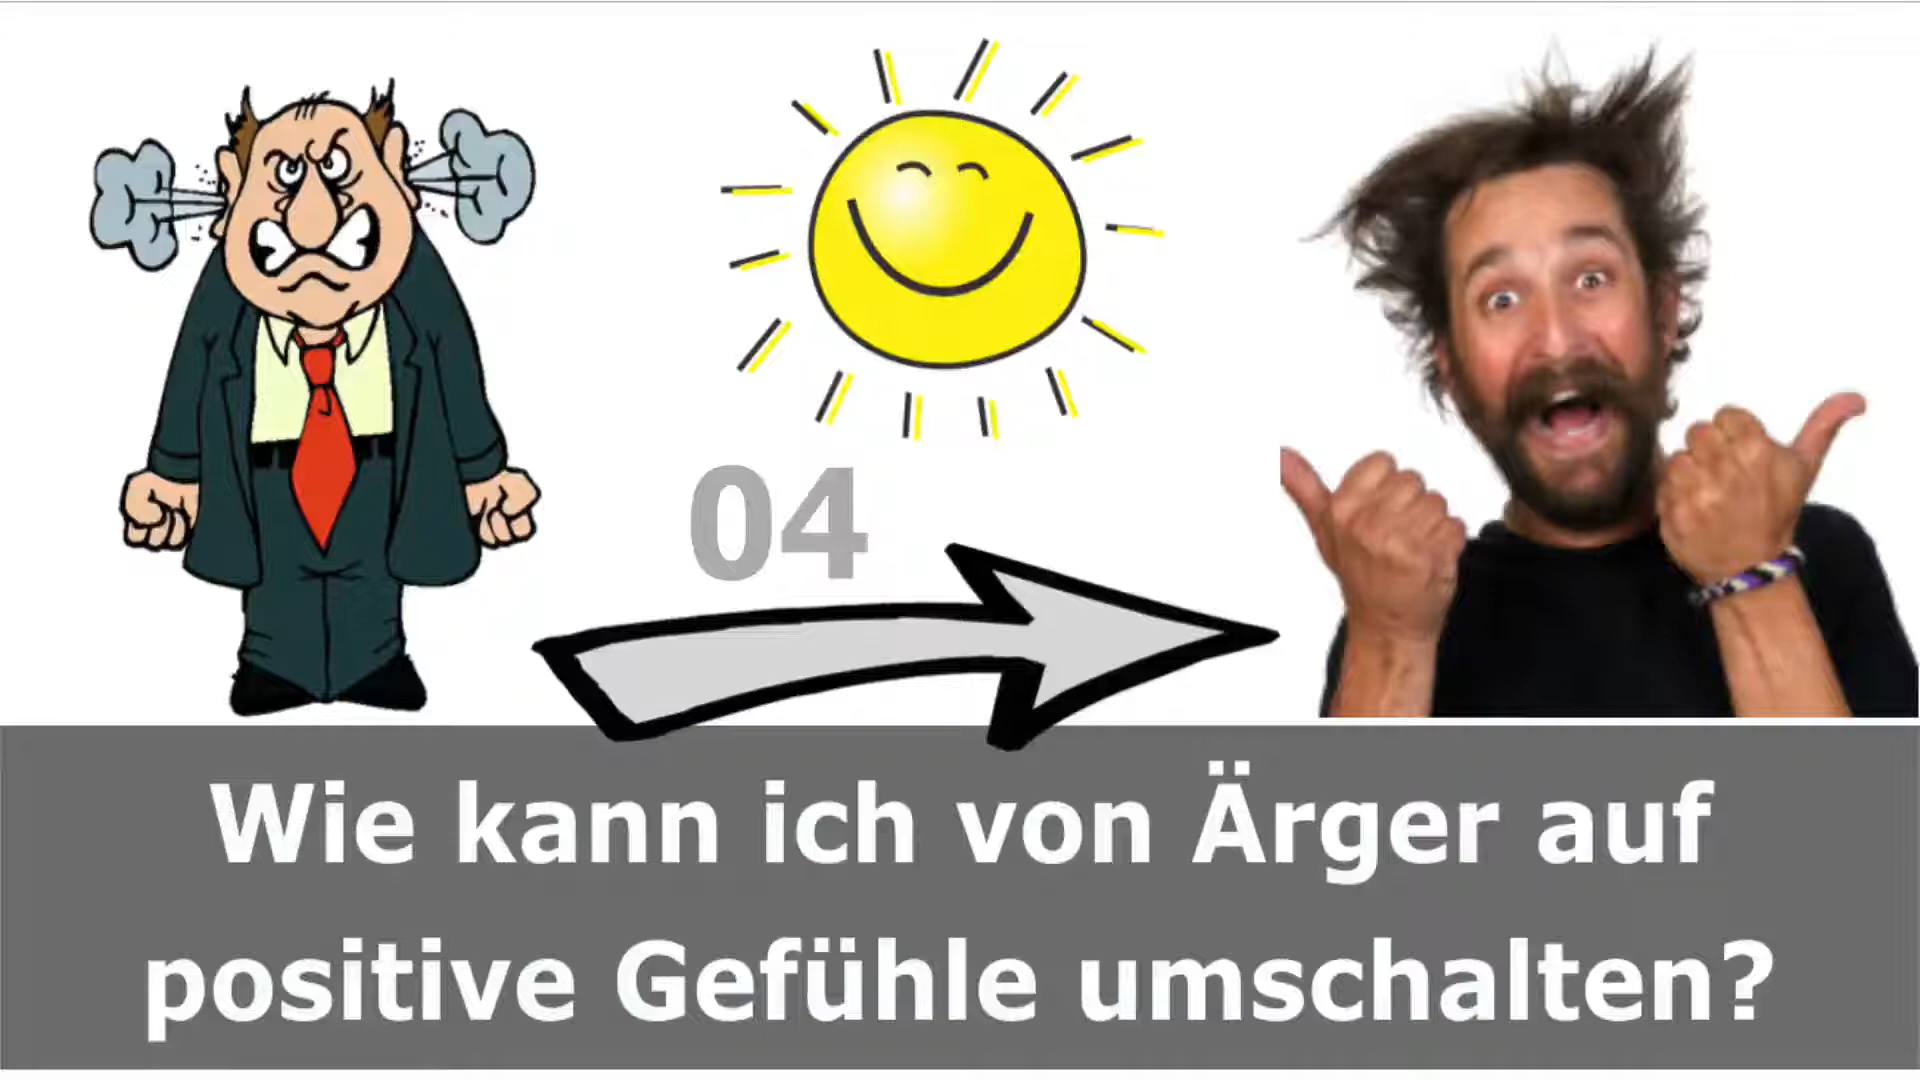 04
Wie kann ich von Ärger auf
positive Gefühle umschalten?